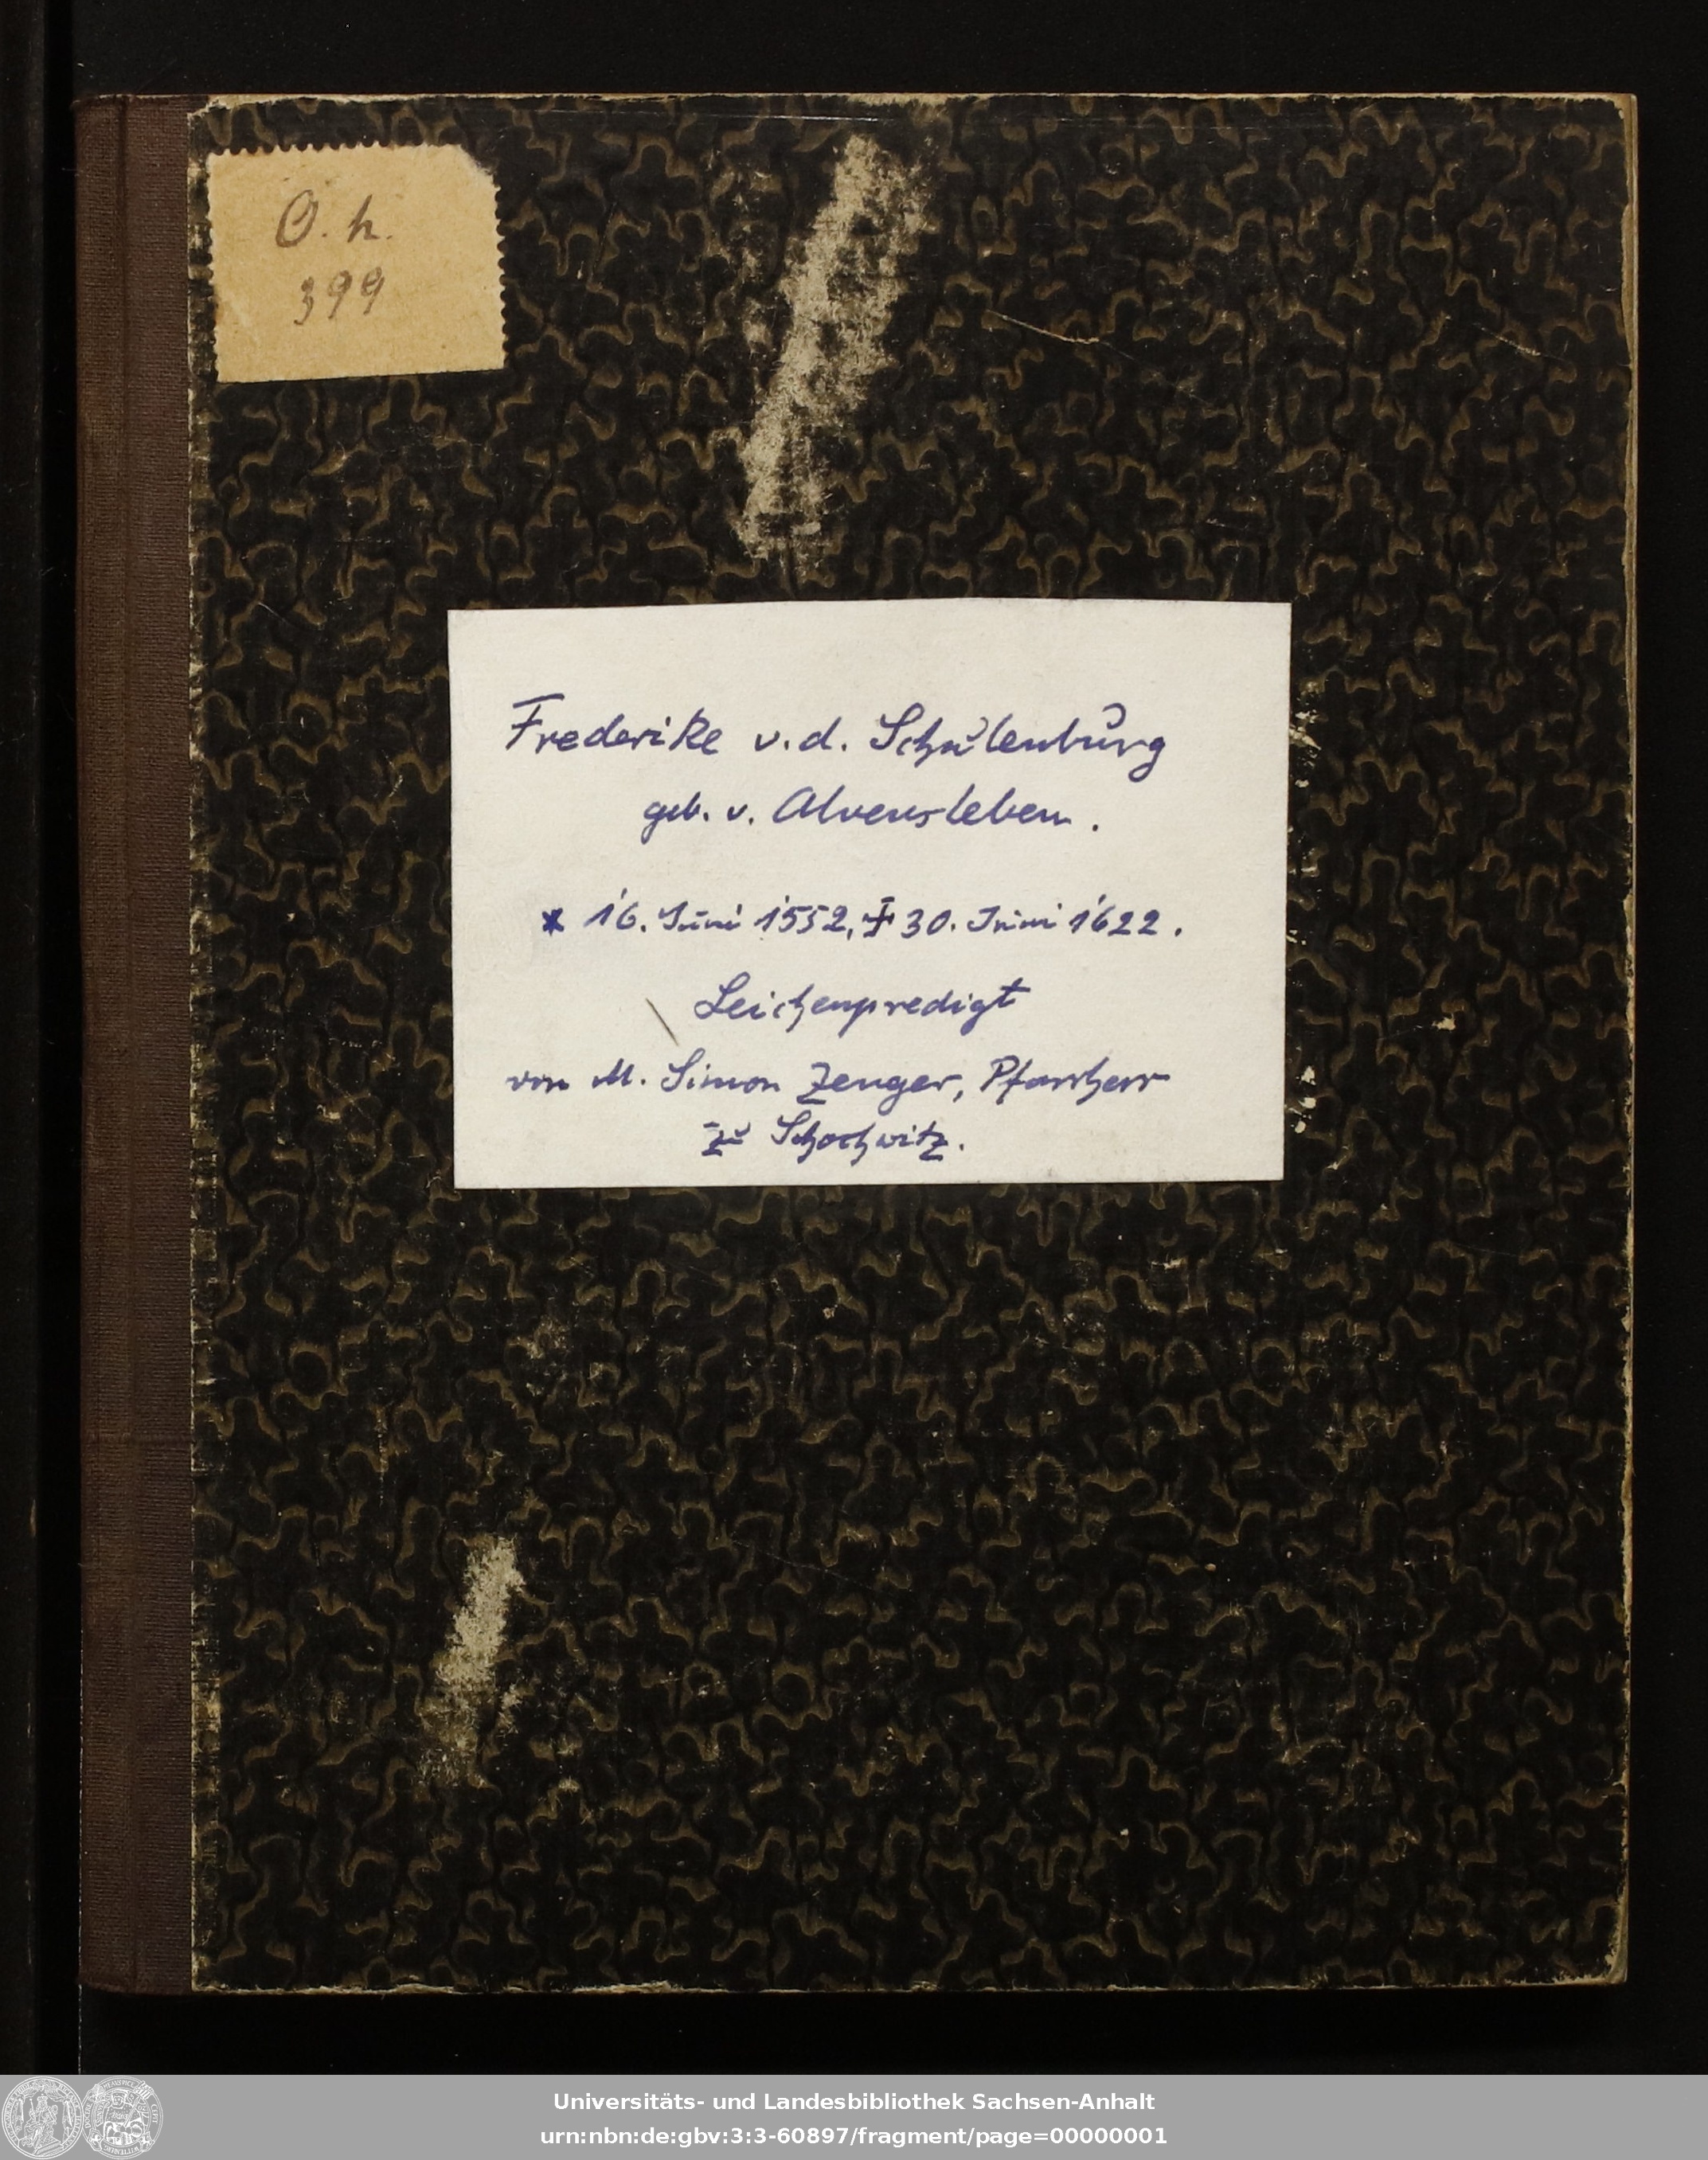 O. h.
399
Frederike v. d. Schulenburg
geb. v. Alvensleben.
* 16. Juni 1552, † 30. Juni 1622.
Leichenpredigt
von M. Simon Zenger, Pfarrherr
zu Schochwitz.
Universitäts- und Landesbibliothek Sachsen-Anhalt
urn:nbn:de:gbv:3:3-60897/fragment/page=00000001